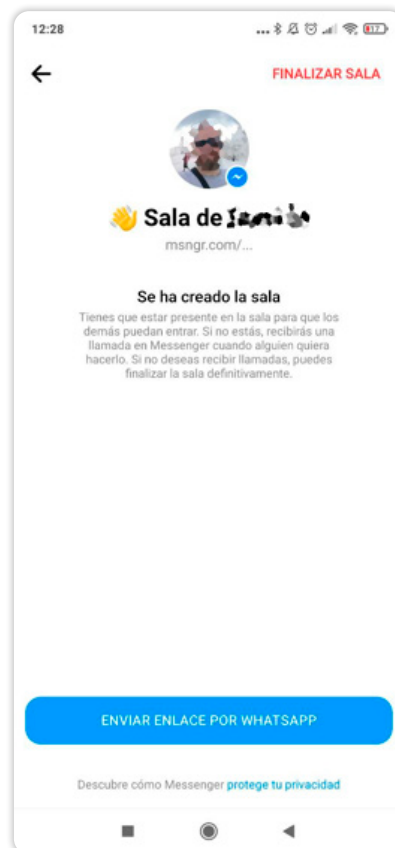 12:28
17
FINALIZAR SALA
👋 Sala de
msngr.com/...
Se ha creado la sala
Tienes que estar presente en la sala para que los
demás puedan entrar. Si no estás, recibirás una
llamada en Messenger cuando alguien quiera
hacerlo. Si no deseas recibir llamadas, puedes
finalizar la sala definitivamente.
ENVIAR ENLACE POR WHATSAPP
Descubre cómo Messenger protege tu privacidad